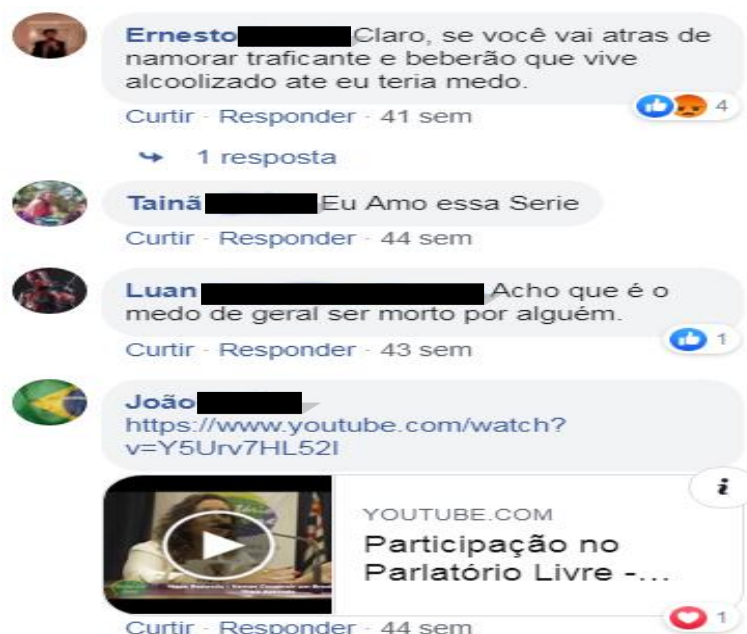 Ernesto Claro, se você vai atras de
namorar traficante e beberão que vive
alcoolizado ate eu teria medo.
4
Curtir · Responder · 41 sem
1 resposta
Tainã Eu Amo essa Serie
Curtir · Responder · 44 sem
Luan Acho que é o
medo de geral ser morto por alguém.
1
Curtir · Responder · 43 sem
João
https://www.youtube.com/watch?
v=Y5Urv7HL52I
YOUTUBE.COM
Participação no
Parlatório Livre -...
1
Curtir · Responder · 44 sem